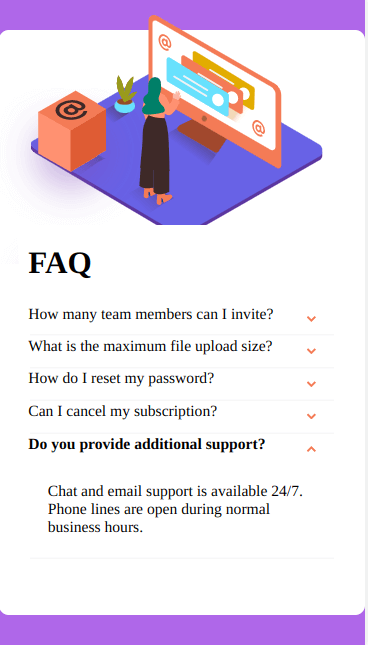 @
@
@
FAQ
How many team members can I invite?
What is the maximum file upload size?
How do I reset my password?
Can I cancel my subscription?
Do you provide additional support?
Chat and email support is available 24/7.
Phone lines are open during normal
business hours.